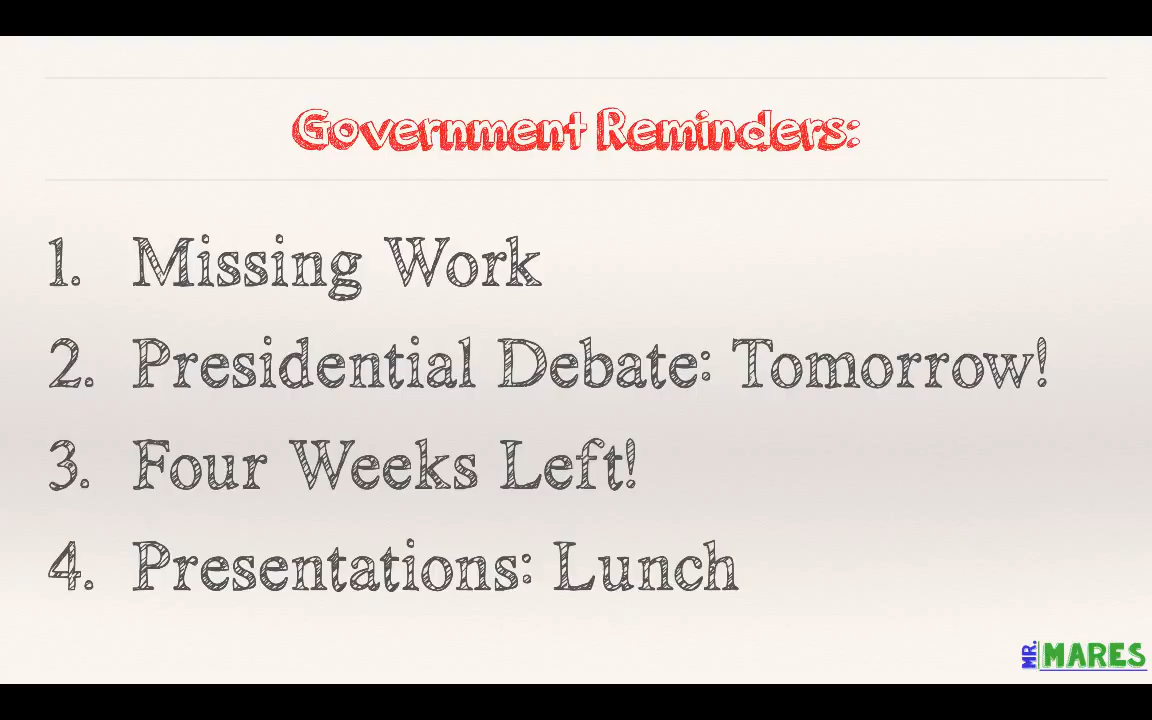 Government Reminders:
1. Missing Work
2. Presidential Debate: Tomorrow!
3. Four Weeks Left!
4. Presentations: Lunch
MR. MARES